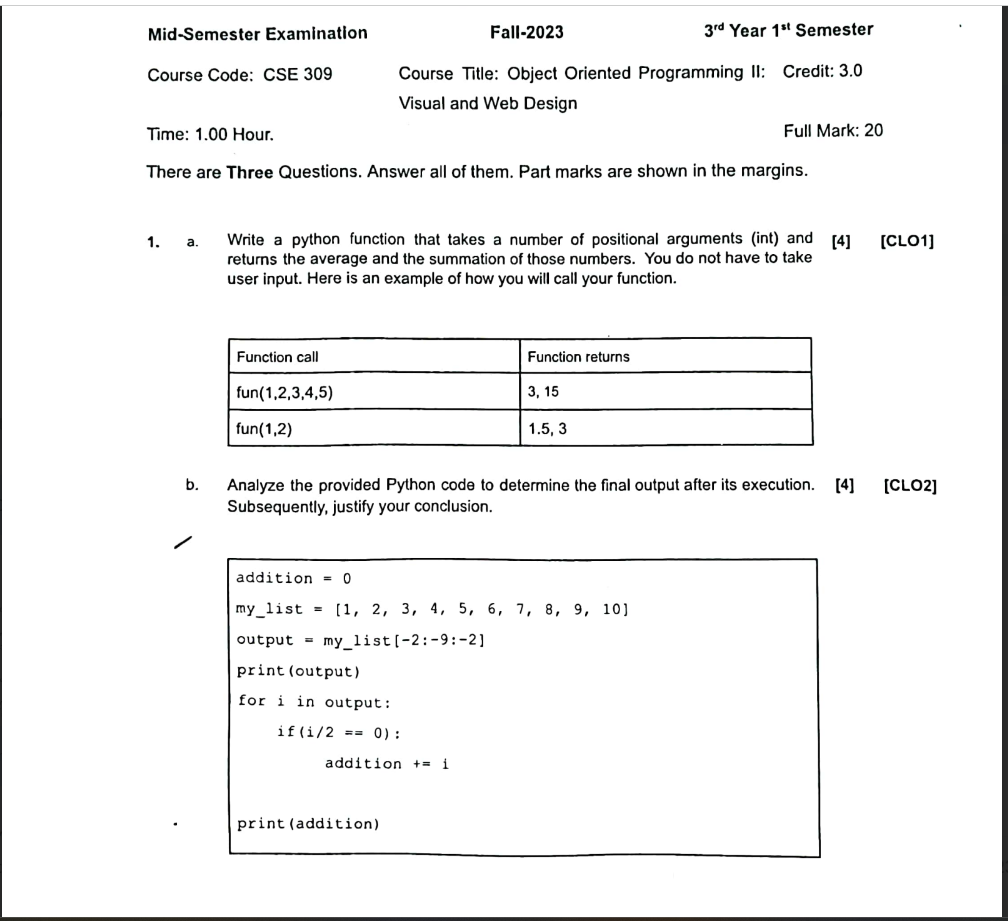 Mid-Semester Examination Fall-2023 3rd Year 1st Semester
Course Code: CSE 309 Course Title: Object Oriented Programming II: Credit: 3.0
Visual and Web Design
Time: 1.00 Hour. Full Mark: 20
There are Three Questions. Answer all of them. Part marks are shown in the margins.
1. a. Write a python function that takes a number of positional arguments (int) and [4] [CLO1]
returns the average and the summation of those numbers. You do not have to take
user input. Here is an example of how you will call your function.
Function call Function returns
fun(1,2,3,4,5) 3, 15
fun(1,2) 1.5, 3
b. Analyze the provided Python code to determine the final output after its execution. [4] [CLO2]
Subsequently, justify your conclusion.
addition = 0
my_list = [1, 2, 3, 4, 5, 6, 7, 8, 9, 10]
output = my_list[-2:-9:-2]
print(output)
for i in output:
    if(i/2 == 0):
        addition += i
print(addition)